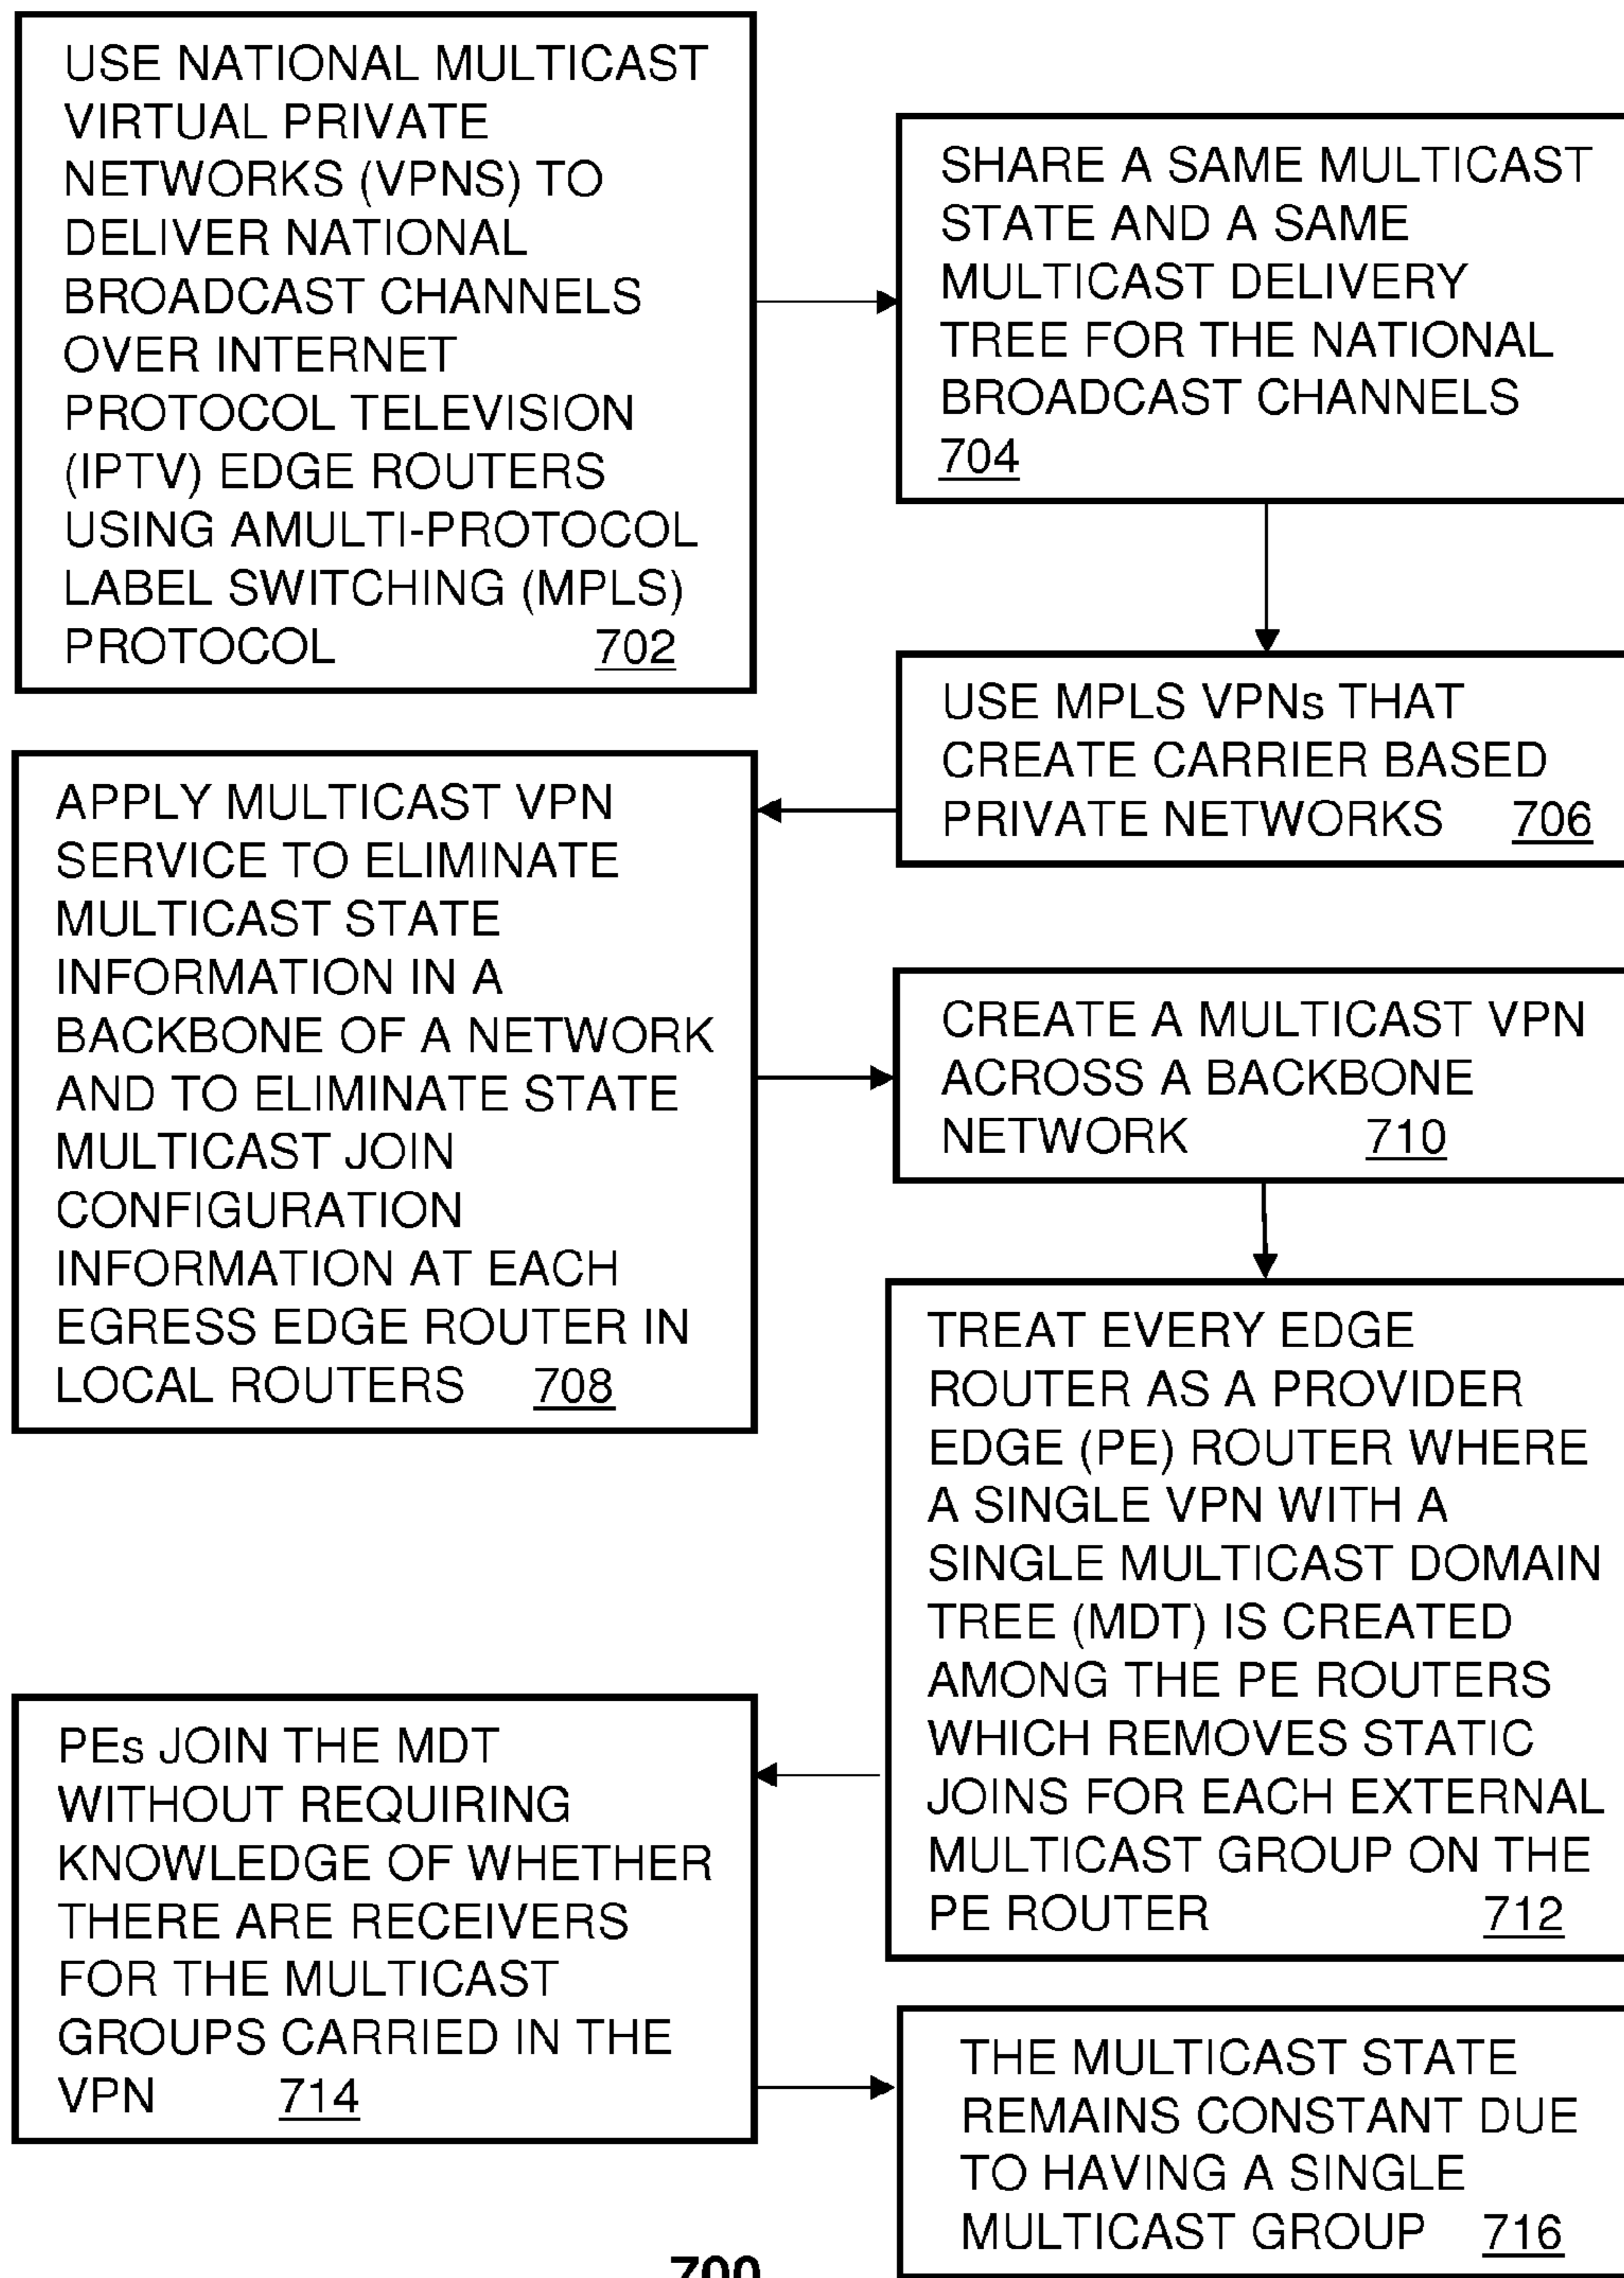 USE NATIONAL MULTICAST
VIRTUAL PRIVATE
NETWORKS (VPNS) TO
DELIVER NATIONAL
BROADCAST CHANNELS
OVER INTERNET
PROTOCOL TELEVISION
(IPTV) EDGE ROUTERS
USING AMULTI-PROTOCOL
LABEL SWITCHING (MPLS)
PROTOCOL 702
SHARE A SAME MULTICAST
STATE AND A SAME
MULTICAST DELIVERY
TREE FOR THE NATIONAL
BROADCAST CHANNELS
704
USE MPLS VPNs THAT
CREATE CARRIER BASED
PRIVATE NETWORKS 706
APPLY MULTICAST VPN
SERVICE TO ELIMINATE
MULTICAST STATE
INFORMATION IN A
BACKBONE OF A NETWORK
AND TO ELIMINATE STATE
MULTICAST JOIN
CONFIGURATION
INFORMATION AT EACH
EGRESS EDGE ROUTER IN
LOCAL ROUTERS 708
CREATE A MULTICAST VPN
ACROSS A BACKBONE
NETWORK 710
TREAT EVERY EDGE
ROUTER AS A PROVIDER
EDGE (PE) ROUTER WHERE
A SINGLE VPN WITH A
SINGLE MULTICAST DOMAIN
TREE (MDT) IS CREATED
AMONG THE PE ROUTERS
WHICH REMOVES STATIC
JOINS FOR EACH EXTERNAL
MULTICAST GROUP ON THE
PE ROUTER 712
PEs JOIN THE MDT
WITHOUT REQUIRING
KNOWLEDGE OF WHETHER
THERE ARE RECEIVERS
FOR THE MULTICAST
GROUPS CARRIED IN THE
VPN 714
THE MULTICAST STATE
REMAINS CONSTANT DUE
TO HAVING A SINGLE
MULTICAST GROUP 716
700